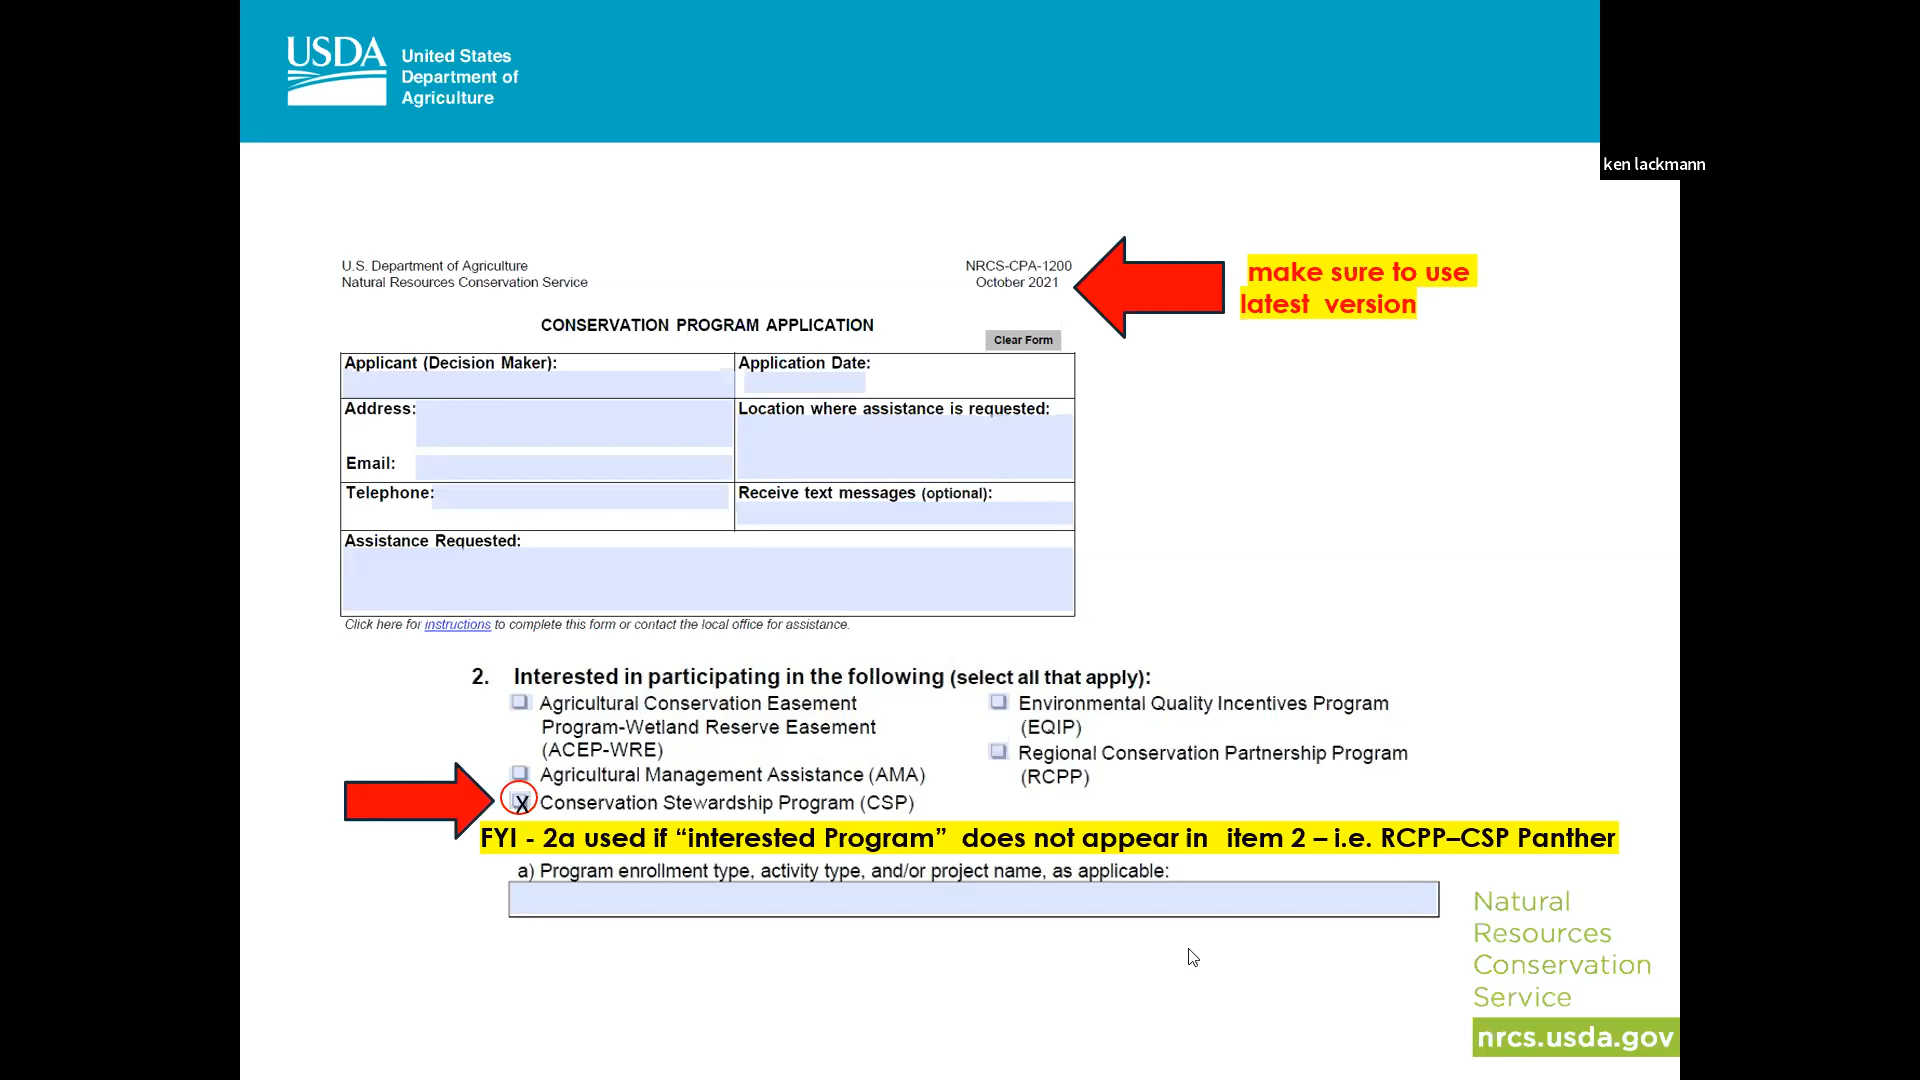 USDA
United States
Department of
Agriculture
ken lackmann
U.S. Department of Agriculture
Natural Resources Conservation Service
NRCS-CPA-1200
October 2021
make sure to use
latest version
CONSERVATION PROGRAM APPLICATION
Clear Form
Applicant (Decision Maker):
Application Date:
Address:
Location where assistance is requested:
Email:
Telephone:
Receive text messages (optional):
Assistance Requested:
Click here for instructions to complete this form or contact the local office for assistance.
2. Interested in participating in the following (select all that apply):
Agricultural Conservation Easement
Program-Wetland Reserve Easement
(ACEP-WRE)
Agricultural Management Assistance (AMA)
X Conservation Stewardship Program (CSP)
Environmental Quality Incentives Program
(EQIP)
Regional Conservation Partnership Program
(RCPP)
FYI - 2a used if “interested Program” does not appear in item 2 – i.e. RCPP–CSP Panther
a) Program enrollment type, activity type, and/or project name, as applicable:
Natural
Resources
Conservation
Service
nrcs.usda.gov